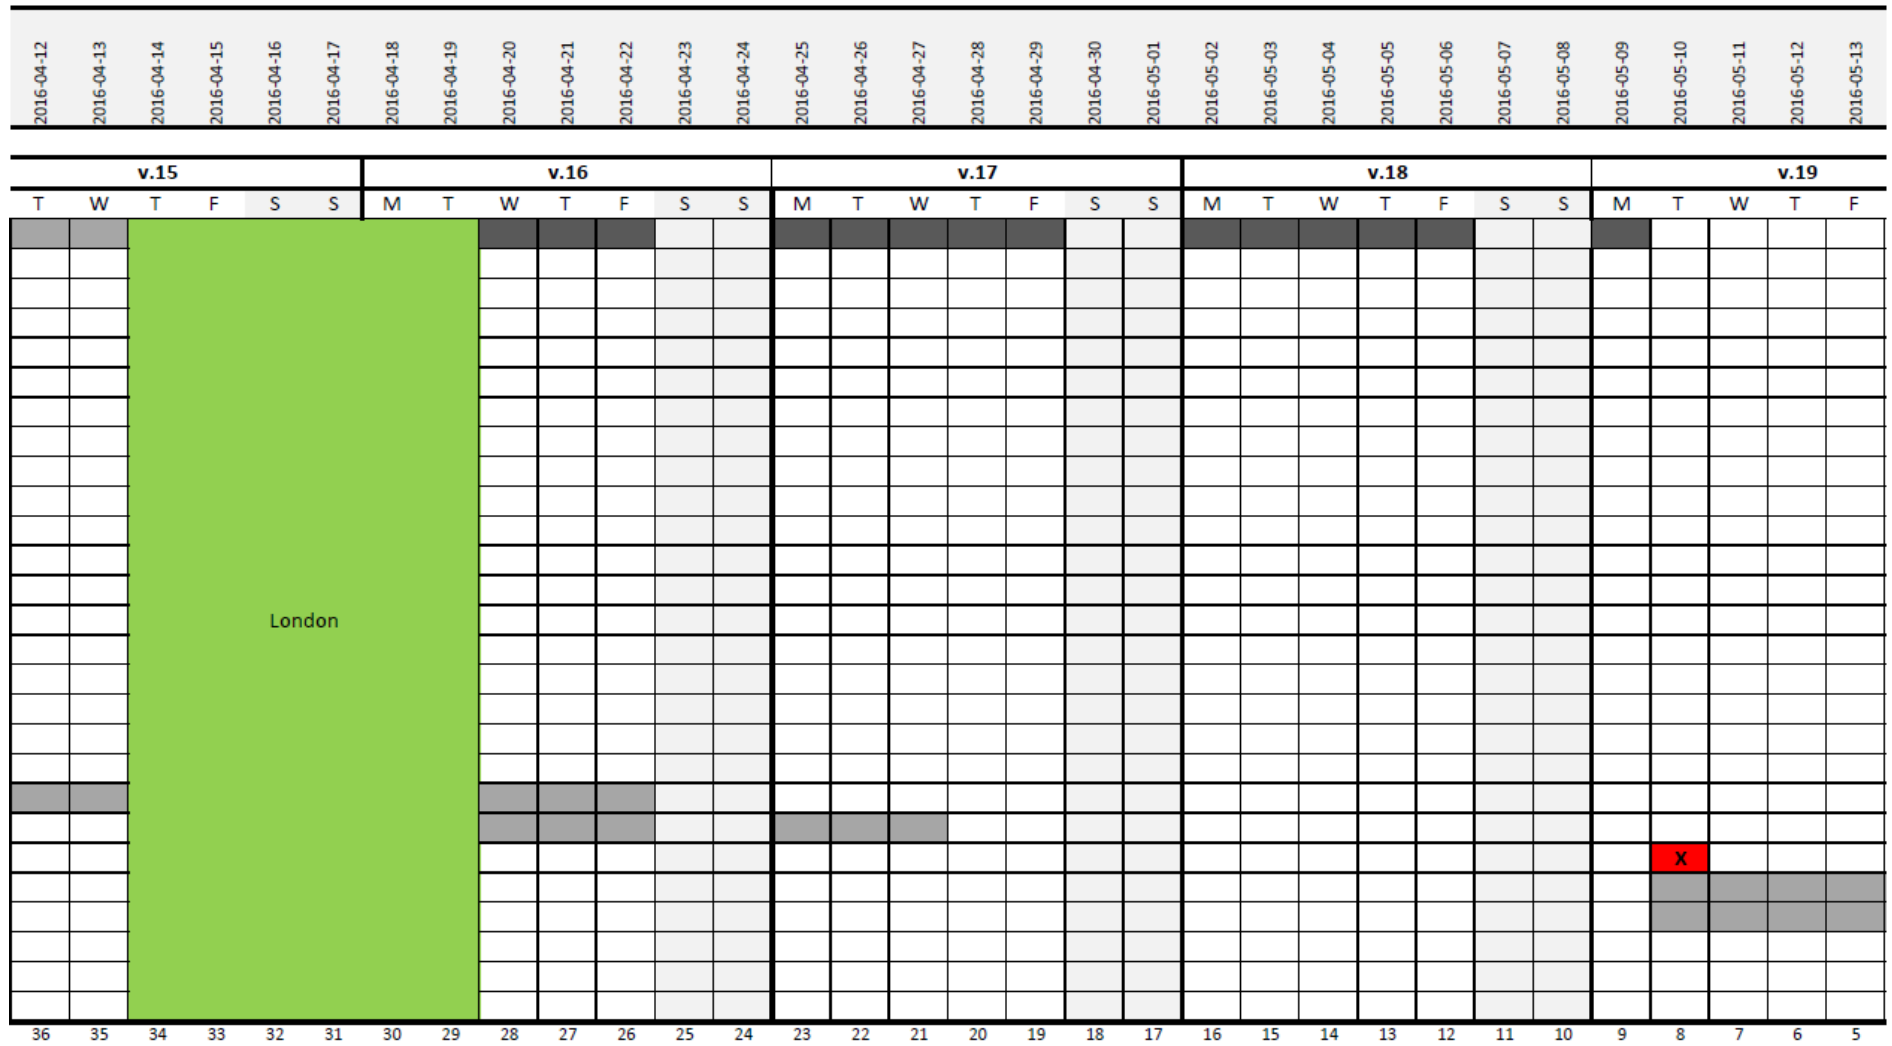 2016-04-12 2016-04-13 2016-04-14 2016-04-15 2016-04-16 2016-04-17 2016-04-18 2016-04-19 2016-04-20 2016-04-21 2016-04-22 2016-04-23 2016-04-24 2016-04-25 2016-04-26 2016-04-27 2016-04-28 2016-04-29 2016-04-30 2016-05-01 2016-05-02 2016-05-03 2016-05-04 2016-05-05 2016-05-06 2016-05-07 2016-05-08 2016-05-09 2016-05-10 2016-05-11 2016-05-12 2016-05-13
v.15 v.16 v.17 v.18 v.19
T W T F S S M T W T F S S M T W T F S S M T W T F S S M T W T F
London
X
36 35 34 33 32 31 30 29 28 27 26 25 24 23 22 21 20 19 18 17 16 15 14 13 12 11 10 9 8 7 6 5